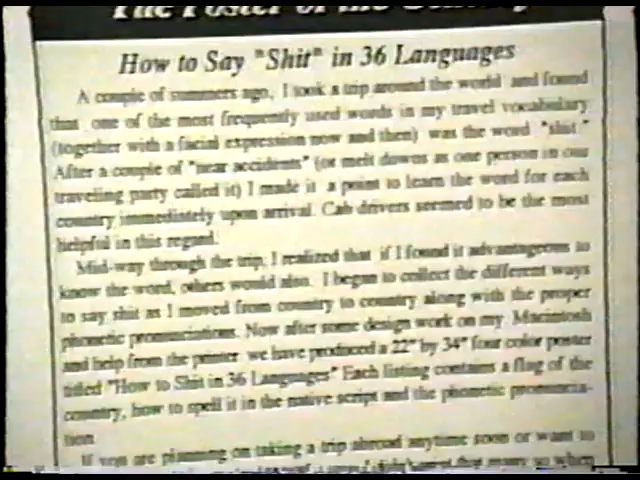 The Poster of the Century
How to Say "Shit" in 36 Languages
A couple of summers ago, I took a trip around the world and found
that one of the most frequently used words in my travel vocabulary
(together with a facial expression now and then) was the word "shit."
After a couple of "near accidents" (or melt downs as one person in our
traveling party called it) I made it a point to learn the word for each
country immediately upon arrival. Cab drivers seemed to be the most
helpful in this regard.
Mid-way through the trip, I realized that if I found it advantageous to
know the word, others would also. I began to collect the different ways
to say shit as I moved from country to country along with the proper
phonetic pronunciations. Now after some design work on my Macintosh
and help from the printer we have produced a 22" by 34" four color poster
titled "How to Shit in 36 Languages" Each listing contains a flag of the
country, how to spell it in the native script and the phonetic pronuncia-
tion.
If you are planning on taking a trip abroad anytime soon or want to